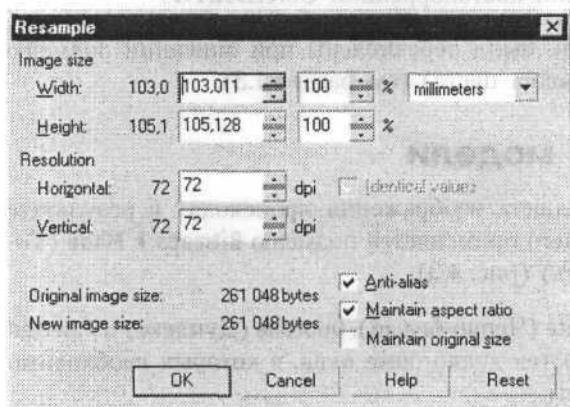 Resample
Image size
Width: 103,0 103,011 100 % millimeters
Height: 105,1 105,128 100 %
Resolution
Horizontal: 72 72 dpi Identical values
Vertical: 72 72 dpi
Original image size: 261 048 bytes
New image size: 261 048 bytes
Anti-alias
Maintain aspect ratio
Maintain original size
OK Cancel Help Reset